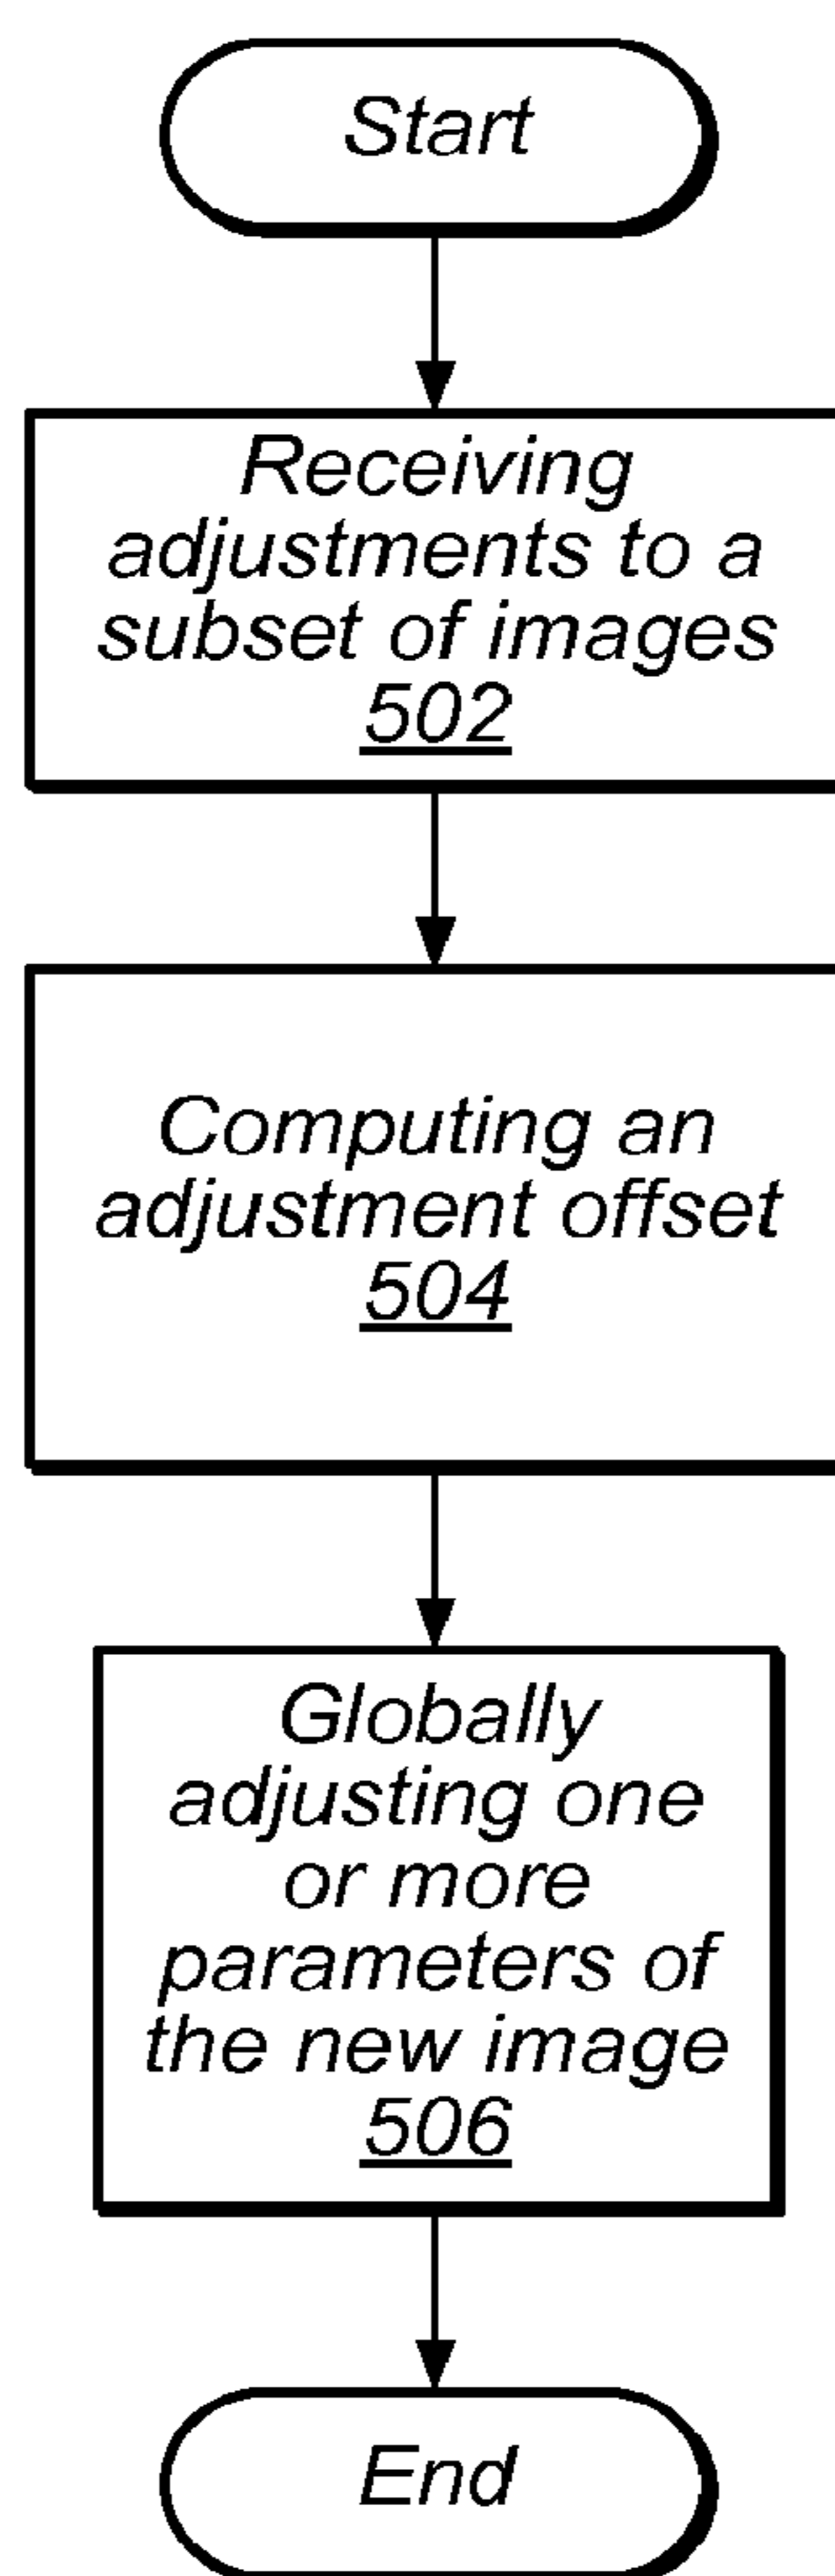 Start
Receiving
adjustments to a
subset of images
502
Computing an
adjustment offset
504
Globally
adjusting one
or more
parameters of
the new image
506
End